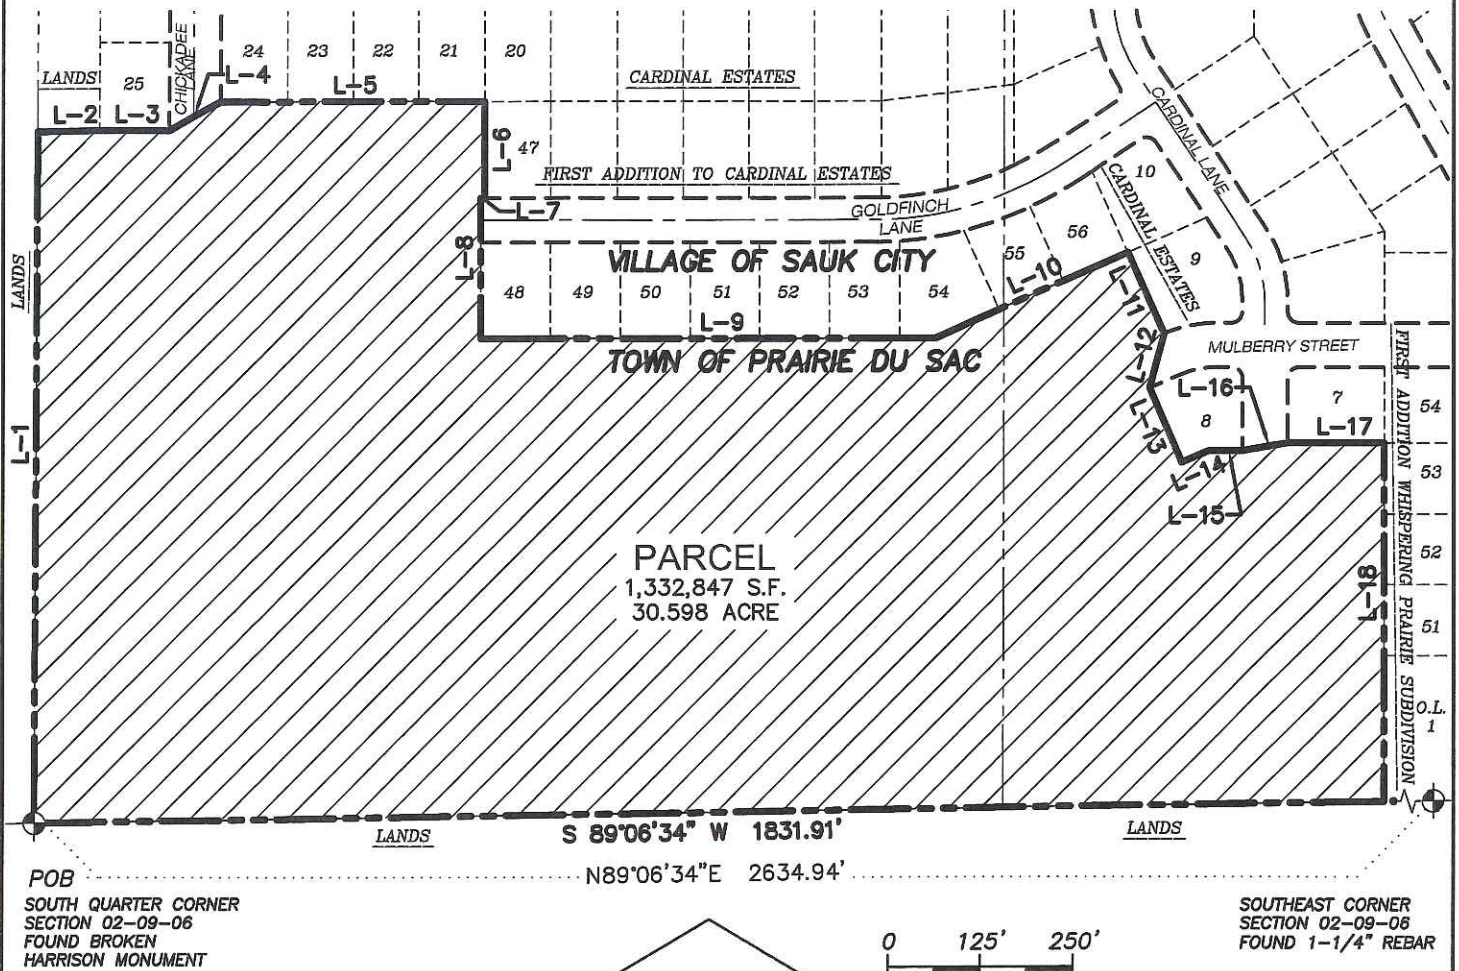 24
23
22
21
20
CHICKADEE
LANE
LANDS
25
L-4
L-5
CARDINAL ESTATES
L-2
L-3
L-6
47
FIRST ADDITION TO CARDINAL ESTATES
CARDINAL LANE
10
L-7
GOLDFINCH
LANE
CARDINAL ESTATES
56
55
9
L-8
VILLAGE OF SAUK CITY
L-10
L-11
LANDS
48
49
50
51
52
53
54
L-9
L-12
MULBERRY STREET
TOWN OF PRAIRIE DU SAC
FIRST ADDITION WHISPERING PRAIRIE SUBDIVISION
L-16
7
54
8
L-13
L-17
L-1
L-14
53
L-15
52
PARCEL
1,332,847 S.F.
30.598 ACRE
L-18
51
O.L.
1
LANDS
S 89°06'34" W 1831.91'
LANDS
N89°06'34"E 2634.94'
POB
SOUTH QUARTER CORNER
SECTION 02-09-06
FOUND BROKEN
HARRISON MONUMENT
0 125' 250'
SOUTHEAST CORNER
SECTION 02-09-06
FOUND 1-1/4" REBAR